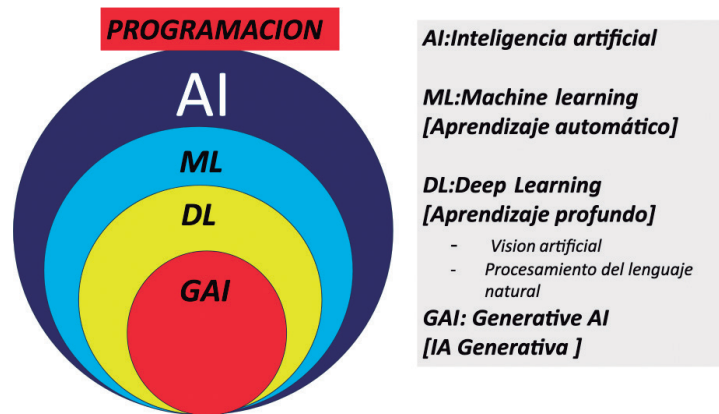 PROGRAMACION
AI
ML
DL
GAI
AI:Inteligencia artificial
ML:Machine learning
[Aprendizaje automático]
DL:Deep Learning
[Aprendizaje profundo]
- Vision artificial
- Procesamiento del lenguaje
natural
GAI: Generative AI
[IA Generativa ]